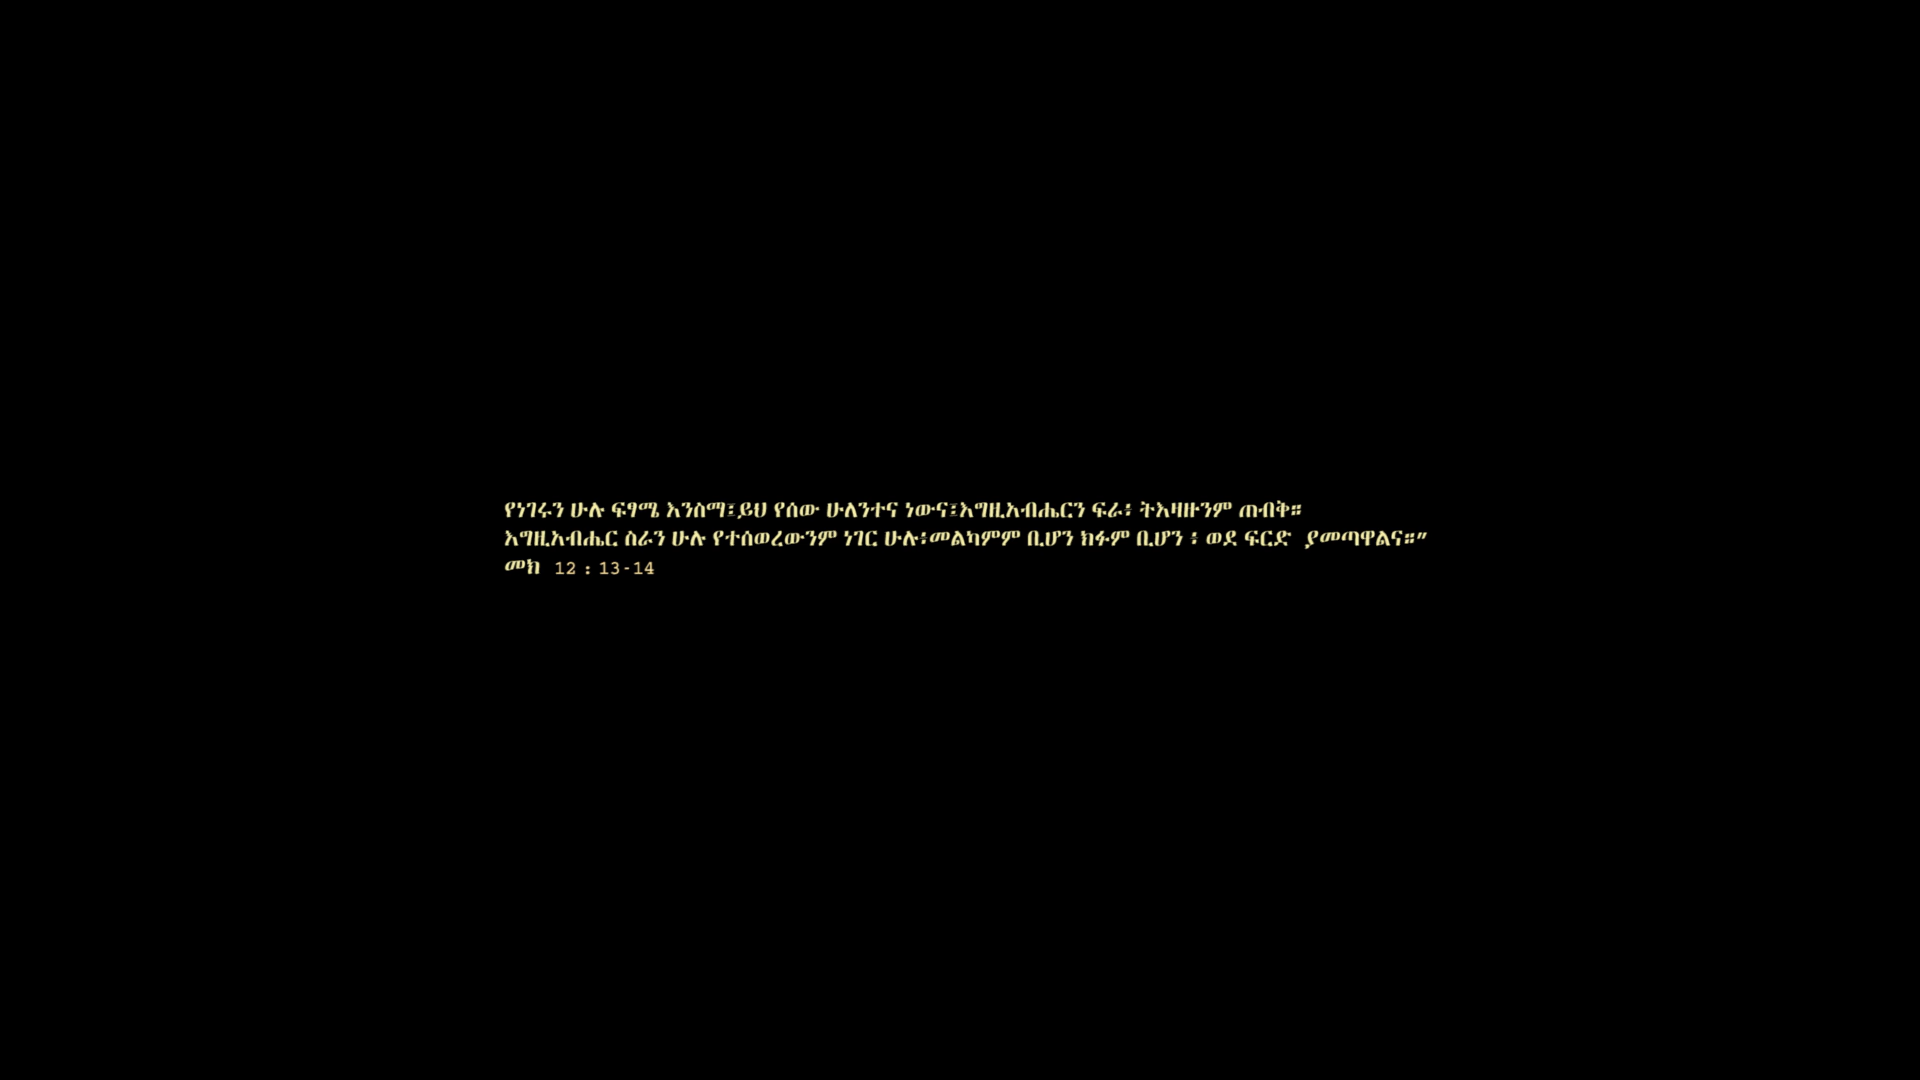 የነገሩን ሁሉ ፍፃሜ እንስማ፤ይህ የሰው ሁለንተና ነውና፤እግዚአብሔርን ፍራ፥ ትእዛዙንም ጠብቅ።
እግዚአብሔር ስራን ሁሉ የተሰወረውንም ነገር ሁሉ፥መልካምም ቢሆን ክፉም ቢሆን ፥ ወደ ፍርድ ያመጣዋልና።”
መክ 12 : 13-14